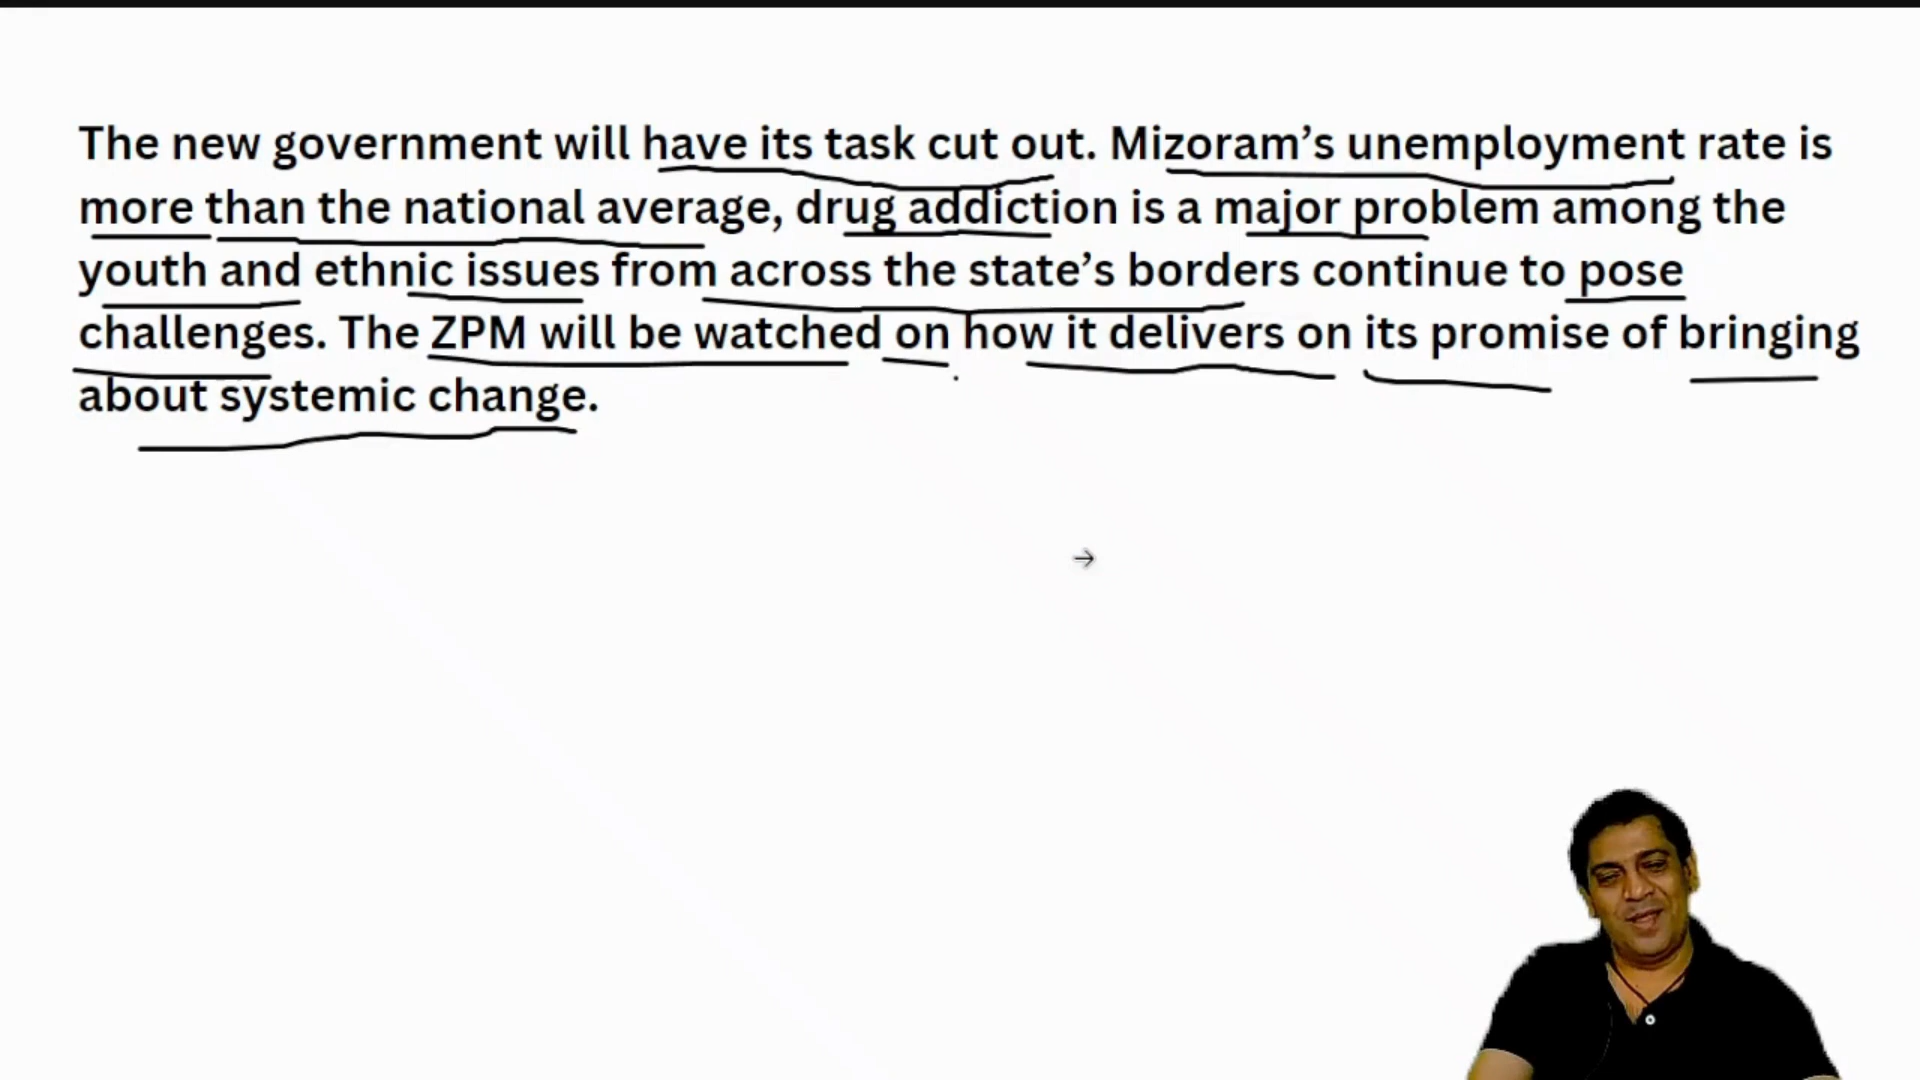 The new government will have its task cut out. Mizoram’s unemployment rate is
more than the national average, drug addiction is a major problem among the
youth and ethnic issues from across the state’s borders continue to pose
challenges. The ZPM will be watched on how it delivers on its promise of bringing
about systemic change.